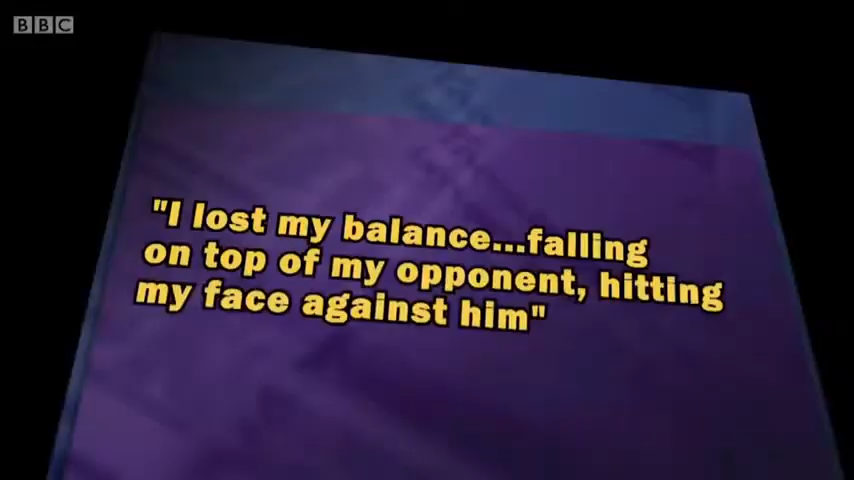 BBC
"I lost my balance...falling
on top of my opponent, hitting
my face against him"